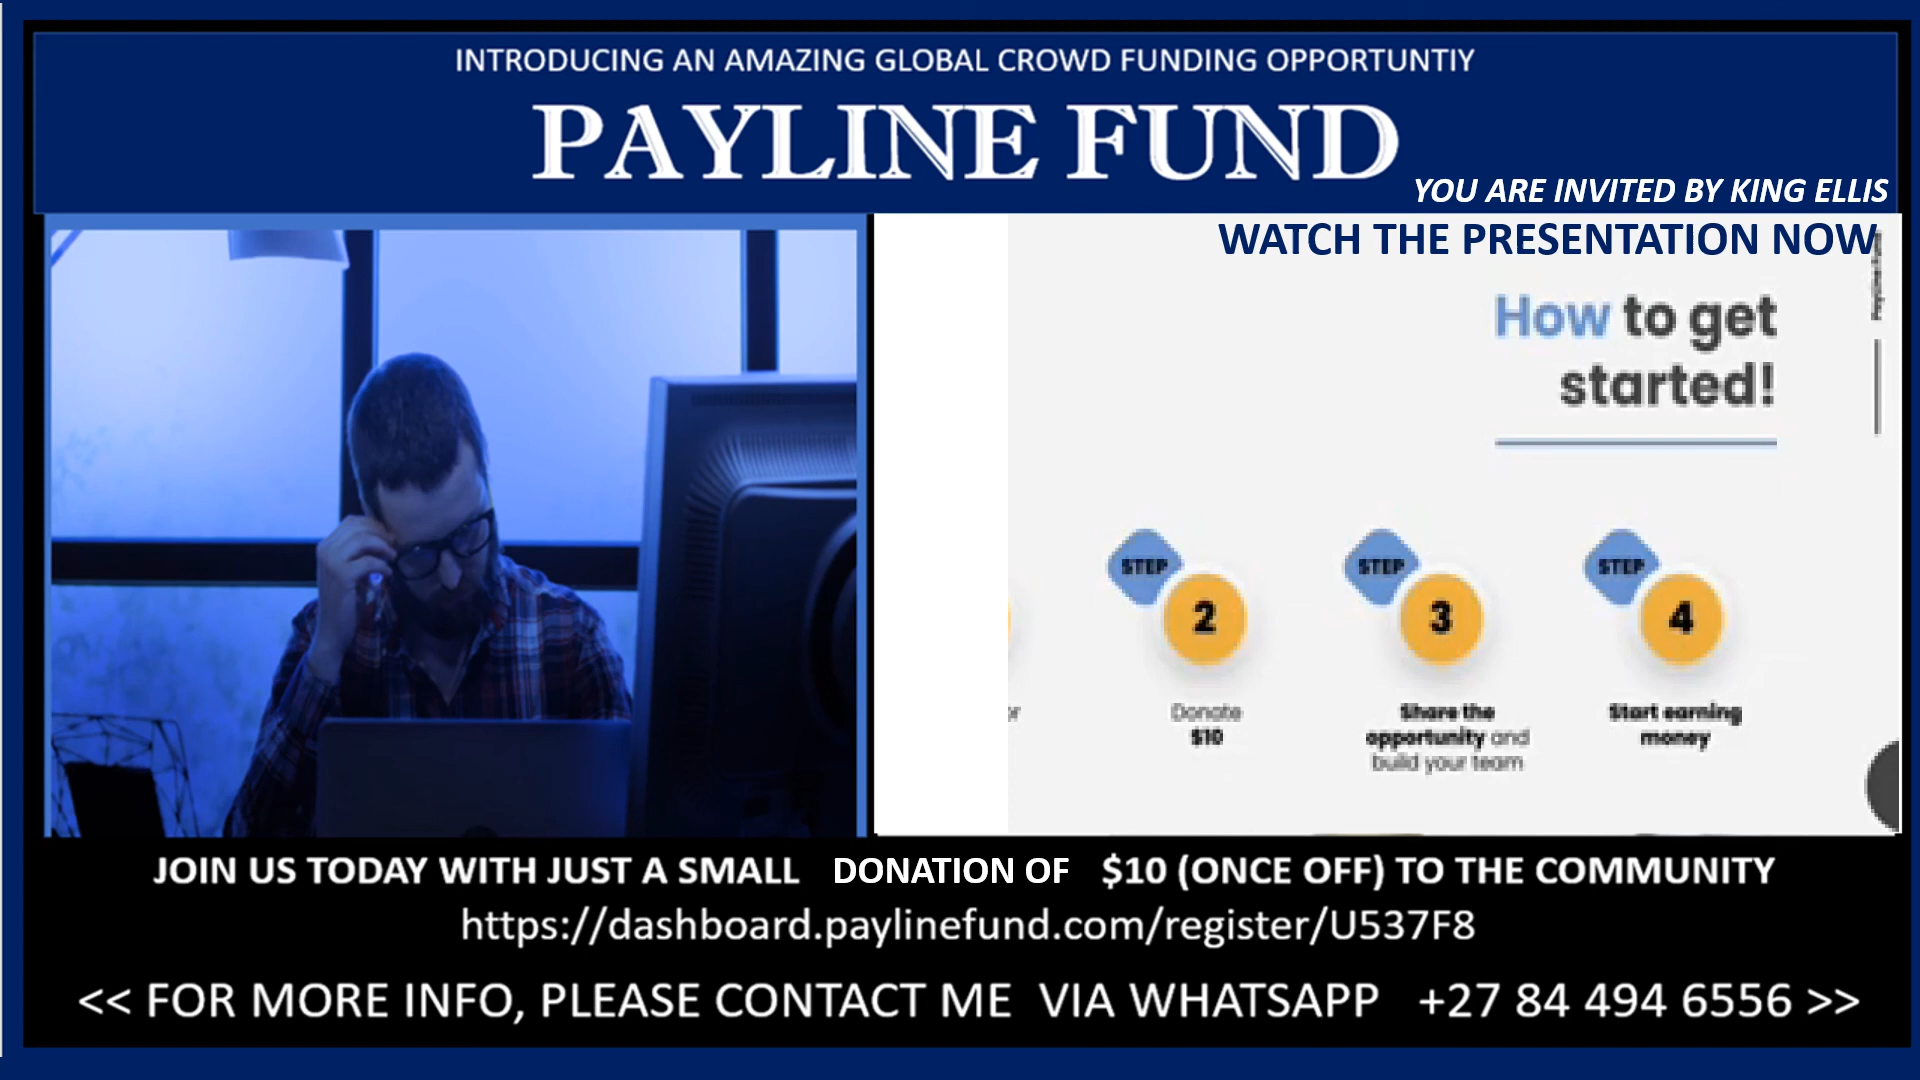 INTRODUCING AN AMAZING GLOBAL CROWD FUNDING OPPORTUNTIY
PAYLINE FUND
YOU ARE INVITED BY KING ELLIS
WATCH THE PRESENTATION NOW
PayLine Fund
How to get
started!
STEP 2
STEP 3
STEP 4
or
Donate
$10
Share the
opportunity and
build your team
Start earning
money
JOIN US TODAY WITH JUST A SMALL DONATION OF $10 (ONCE OFF) TO THE COMMUNITY
https://dashboard.paylinefund.com/register/U537F8
<< FOR MORE INFO, PLEASE CONTACT ME VIA WHATSAPP +27 84 494 6556 >>